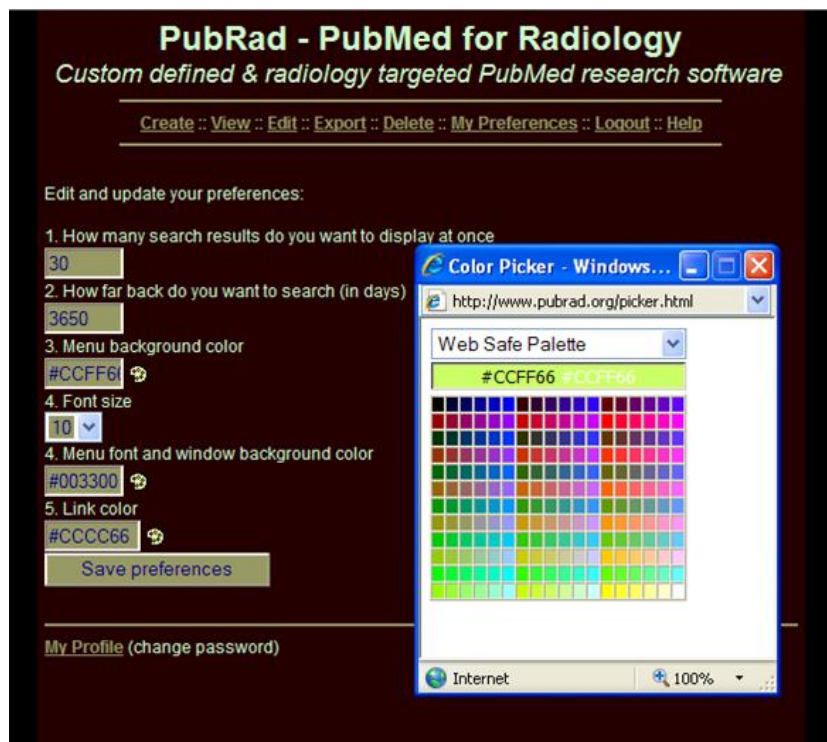 PubRad - PubMed for Radiology
Custom defined & radiology targeted PubMed research software
Create :: View :: Edit :: Export :: Delete :: My Preferences :: Logout :: Help
Edit and update your preferences:
1. How many search results do you want to display at once
30
2. How far back do you want to search (in days)
3650
3. Menu background color
#CCFF66
4. Font size
10
4. Menu font and window background color
#003300
5. Link color
#CCCC66
Save preferences
My Profile (change password)
Color Picker - Windows...
http://www.pubrad.org/picker.html
Web Safe Palette
#CCFF66 #CCFF66
Internet
100%